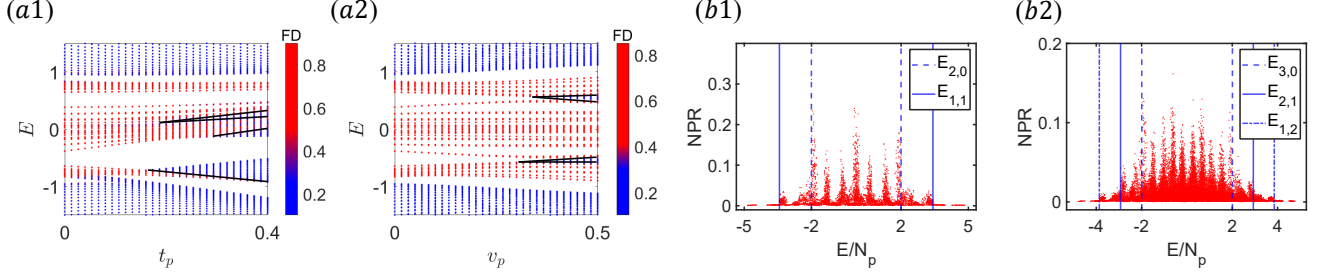 (a1)
FD
1
0
-1
E
0
0.4
t_p
0.8
0.6
0.4
0.2
(a2)
FD
1
0
-1
E
0
0.5
v_p
0.8
0.6
0.4
0.2
(b1)
0.3
0.2
0.1
0
NPR
-5
-2
2
5
E/N_p
E_{2,0}
E_{1,1}
(b2)
0.2
0.1
0
NPR
-4
-2
2
4
E/N_p
E_{3,0}
E_{2,1}
E_{1,2}